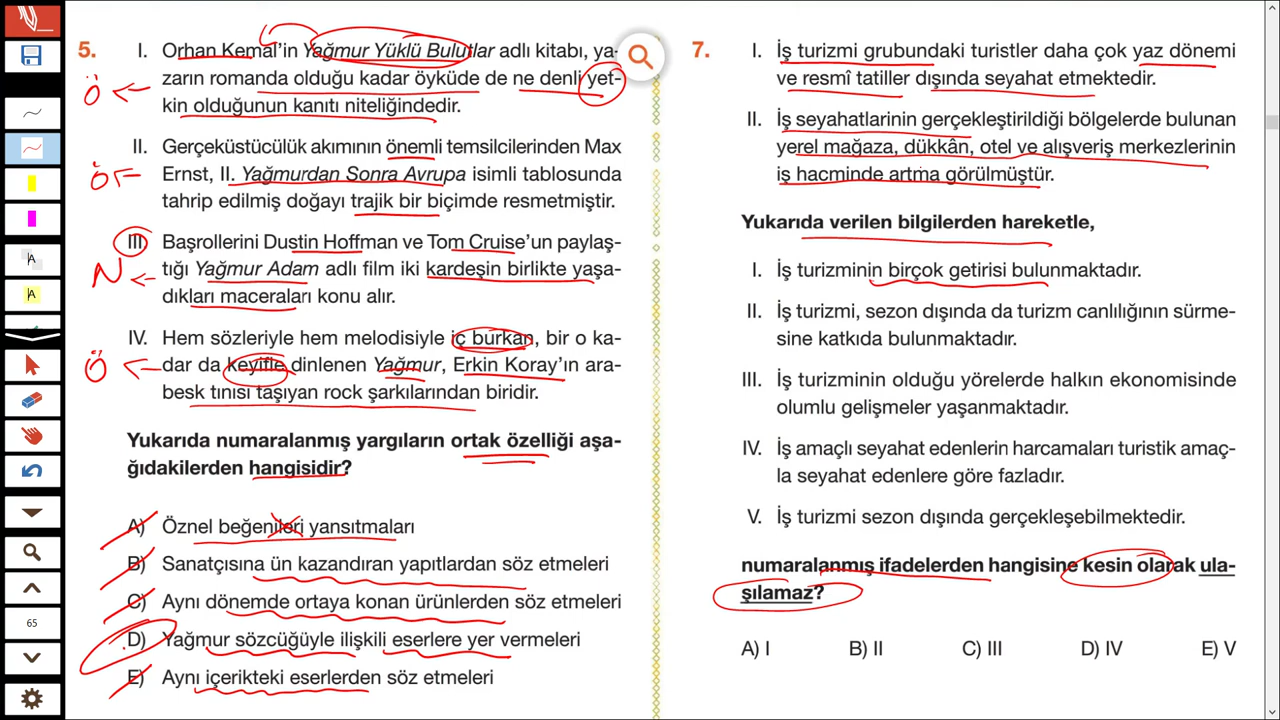 5. I. Orhan Kemal'in Yağmur Yüklü Bulutlar adlı kitabı, ya-
zarın romanda olduğu kadar öyküde de ne denli yet-
kin olduğunun kanıtı niteliğindedir.
Ö
II. Gerçeküstücülük akımının önemli temsilcilerinden Max
Ernst, II. Yağmurdan Sonra Avrupa isimli tablosunda
tahrip edilmiş doğayı trajik bir biçimde resmetmiştir.
Ö
III. Başrollerini Dustin Hoffman ve Tom Cruise'un paylaş-
tığı Yağmur Adam adlı film iki kardeşin birlikte yaşa-
dıkları maceraları konu alır.
N
IV. Hem sözleriyle hem melodisiyle iç burkan, bir o ka-
dar da keyifle dinlenen Yağmur, Erkin Koray'ın ara-
besk tınısı taşıyan rock şarkılarından biridir.
Ö
Yukarıda numaralanmış yargıların ortak özelliği aşa-
ğıdakilerden hangisidir?
A) Öznel beğenileri yansıtmaları
B) Sanatçısına ün kazandıran yapıtlardan söz etmeleri
C) Aynı dönemde ortaya konan ürünlerden söz etmeleri
D) Yağmur sözcüğüyle ilişkili eserlere yer vermeleri
E) Aynı içerikteki eserlerden söz etmeleri
7. I. İş turizmi grubundaki turistler daha çok yaz dönemi
ve resmî tatiller dışında seyahat etmektedir.
II. İş seyahatlarinin gerçekleştirildiği bölgelerde bulunan
yerel mağaza, dükkân, otel ve alışveriş merkezlerinin
iş hacminde artma görülmüştür.
Yukarıda verilen bilgilerden hareketle,
I. İş turizminin birçok getirisi bulunmaktadır.
II. İş turizmi, sezon dışında da turizm canlılığının sürme-
sine katkıda bulunmaktadır.
III. İş turizminin olduğu yörelerde halkın ekonomisinde
olumlu gelişmeler yaşanmaktadır.
IV. İş amaçlı seyahat edenlerin harcamaları turistik amaç-
la seyahat edenlere göre fazladır.
V. İş turizmi sezon dışında gerçekleşebilmektedir.
numaralanmış ifadelerden hangisine kesin olarak ula-
şılamaz?
A) I B) II C) III D) IV E) V
A
A
65